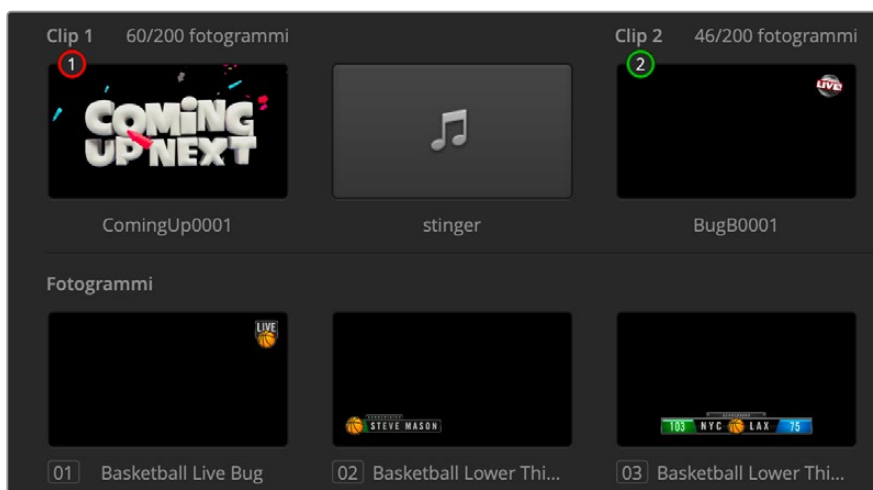 Clip 1 60/200 fotogrammi
Clip 2 46/200 fotogrammi
1
2
COMING
UP NEXT
LIVE
ComingUp0001
stinger
BugB0001
Fotogrammi
LIVE
STEVE MASON
103 NYC LAX 75
01 Basketball Live Bug
02 Basketball Lower Thi...
03 Basketball Lower Thi...